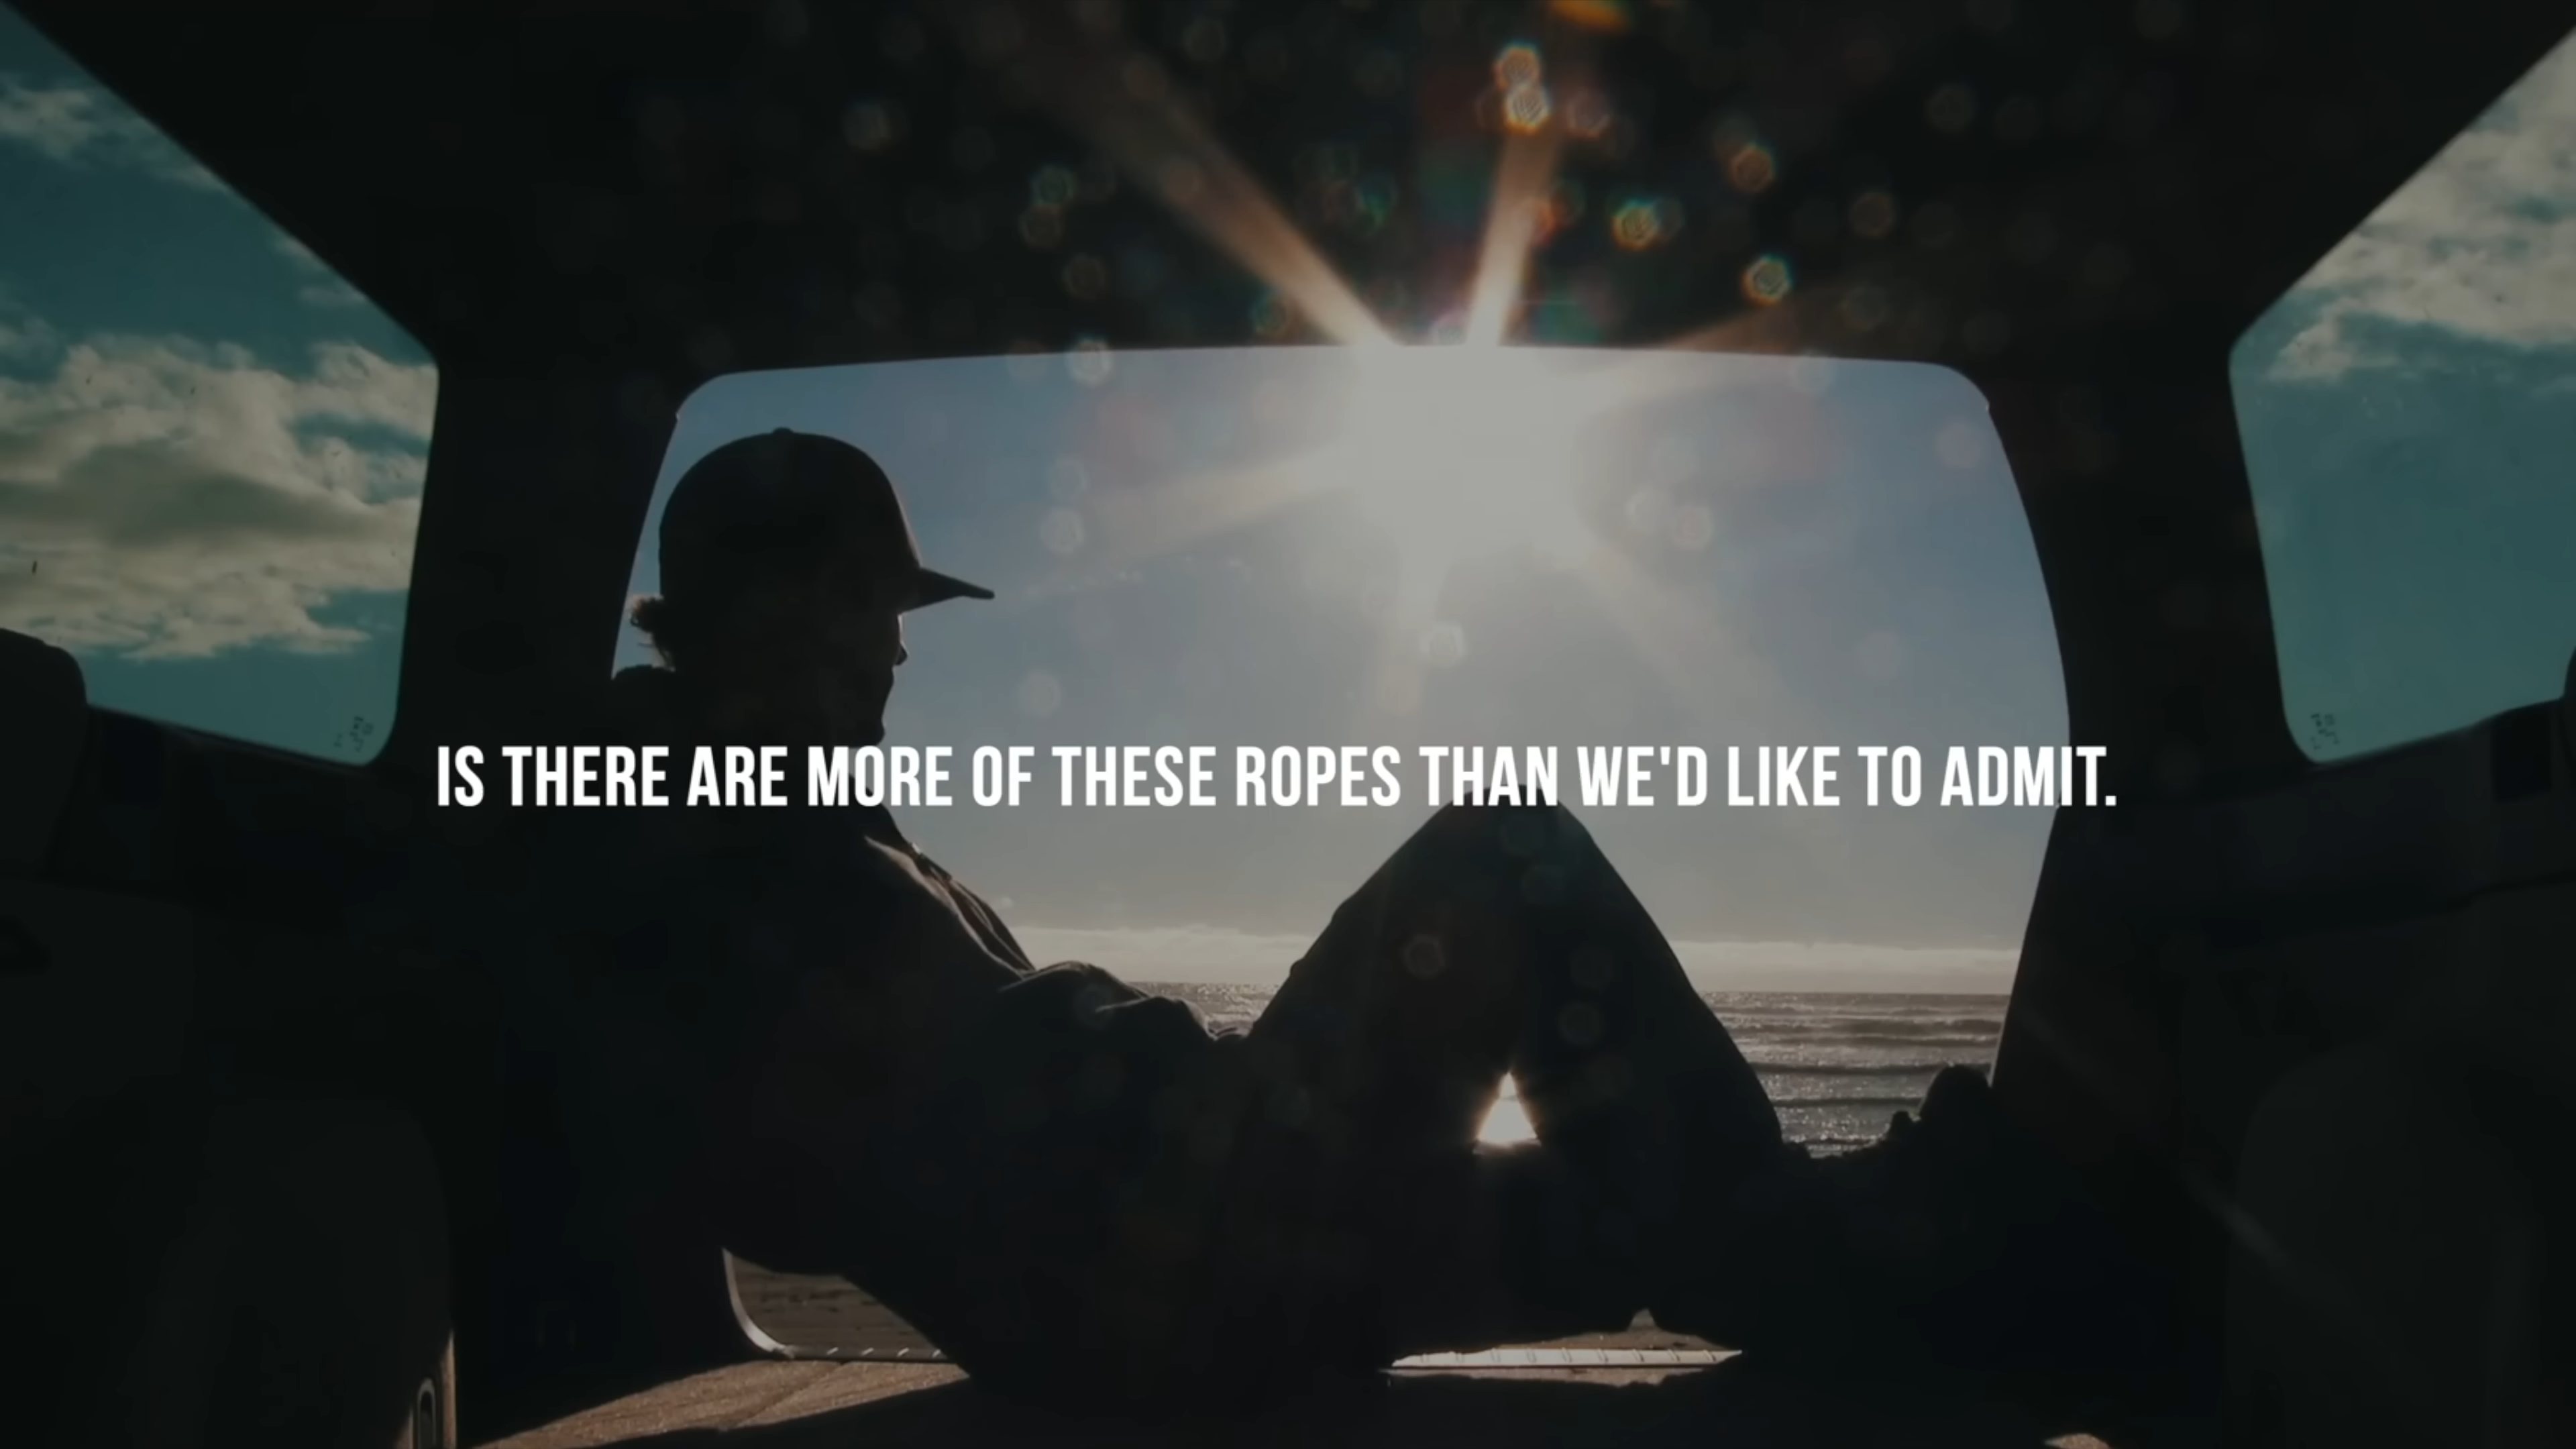 IS THERE ARE MORE OF THESE ROPES THAN WE'D LIKE TO ADMIT.